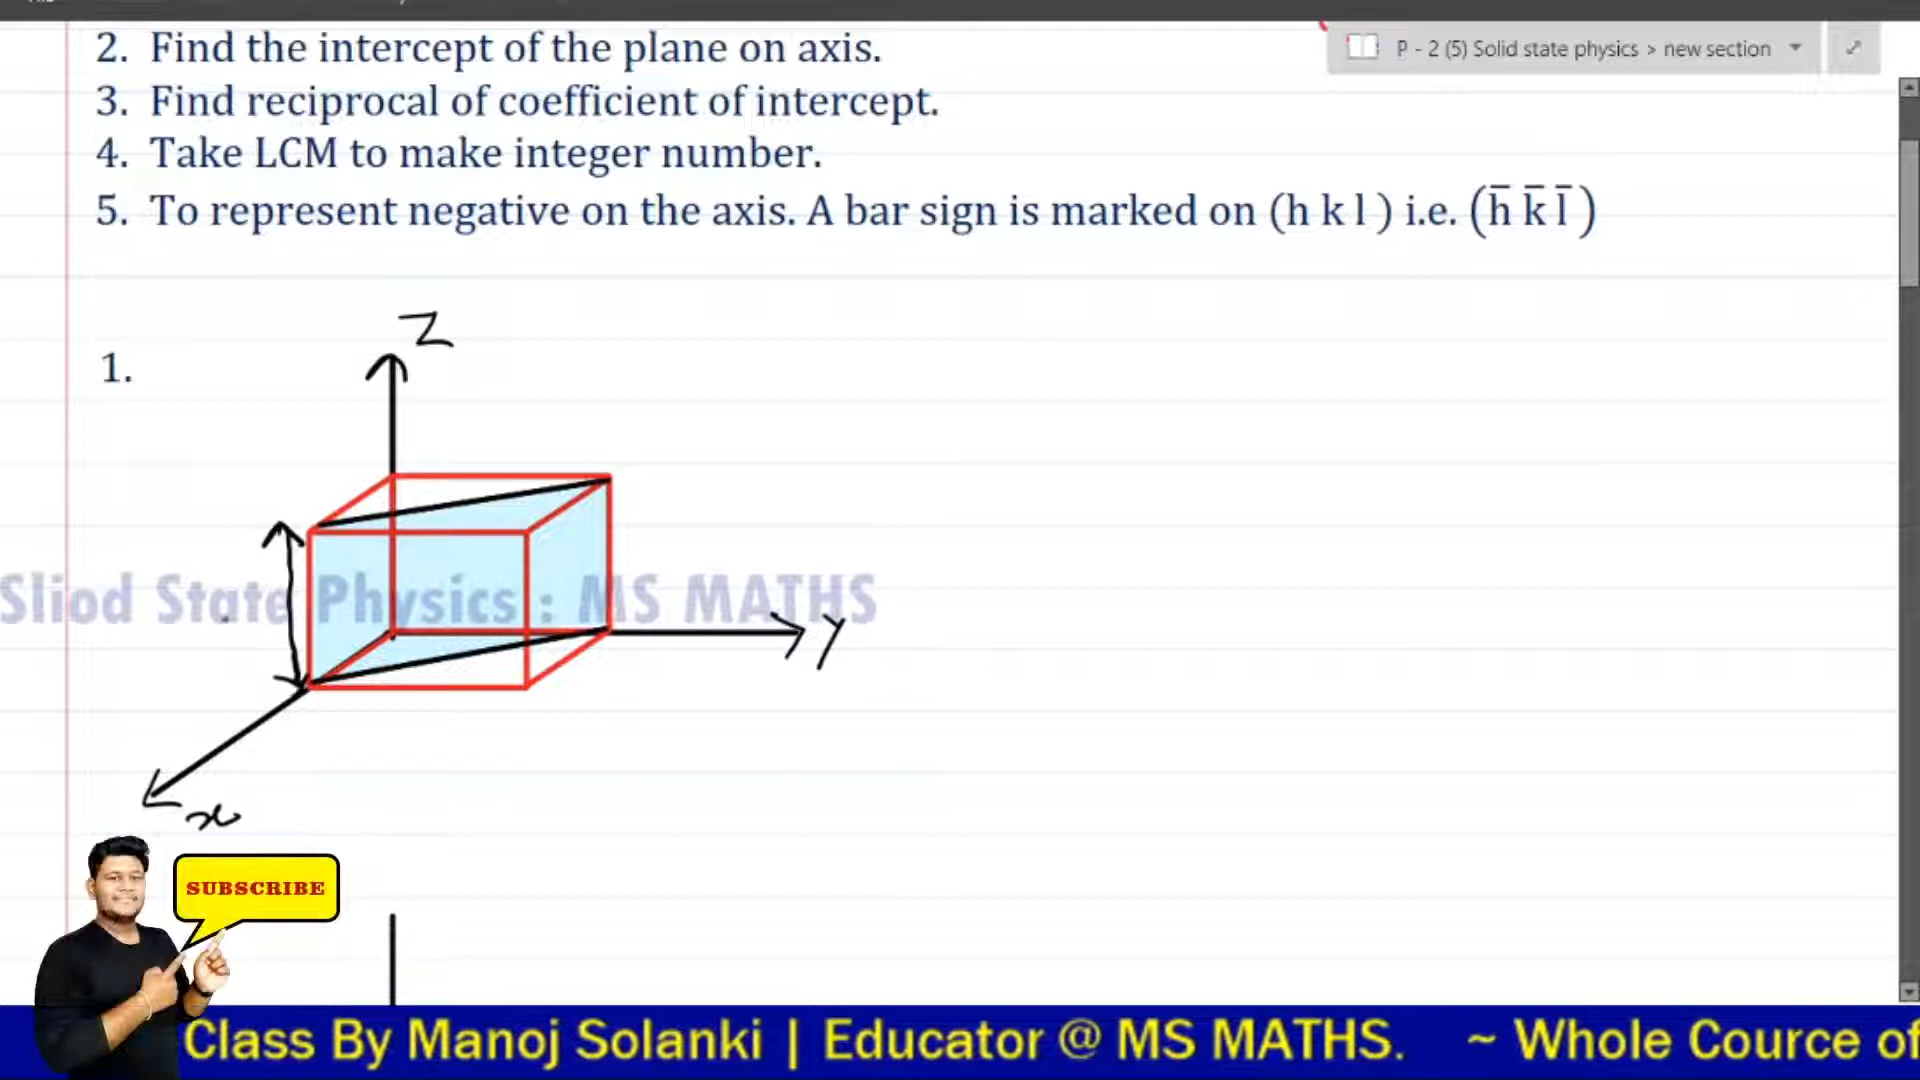 P - 2 (5) Solid state physics > new section
2. Find the intercept of the plane on axis.
3. Find reciprocal of coefficient of intercept.
4. Take LCM to make integer number.
5. To represent negative on the axis. A bar sign is marked on (h k l ) i.e. (h̄ k̄ l̄ )
1.
Z
Sliod State Physics : MS MATHS
y
x
SUBSCRIBE
Class By Manoj Solanki | Educator @ MS MATHS. ~ Whole Cource of